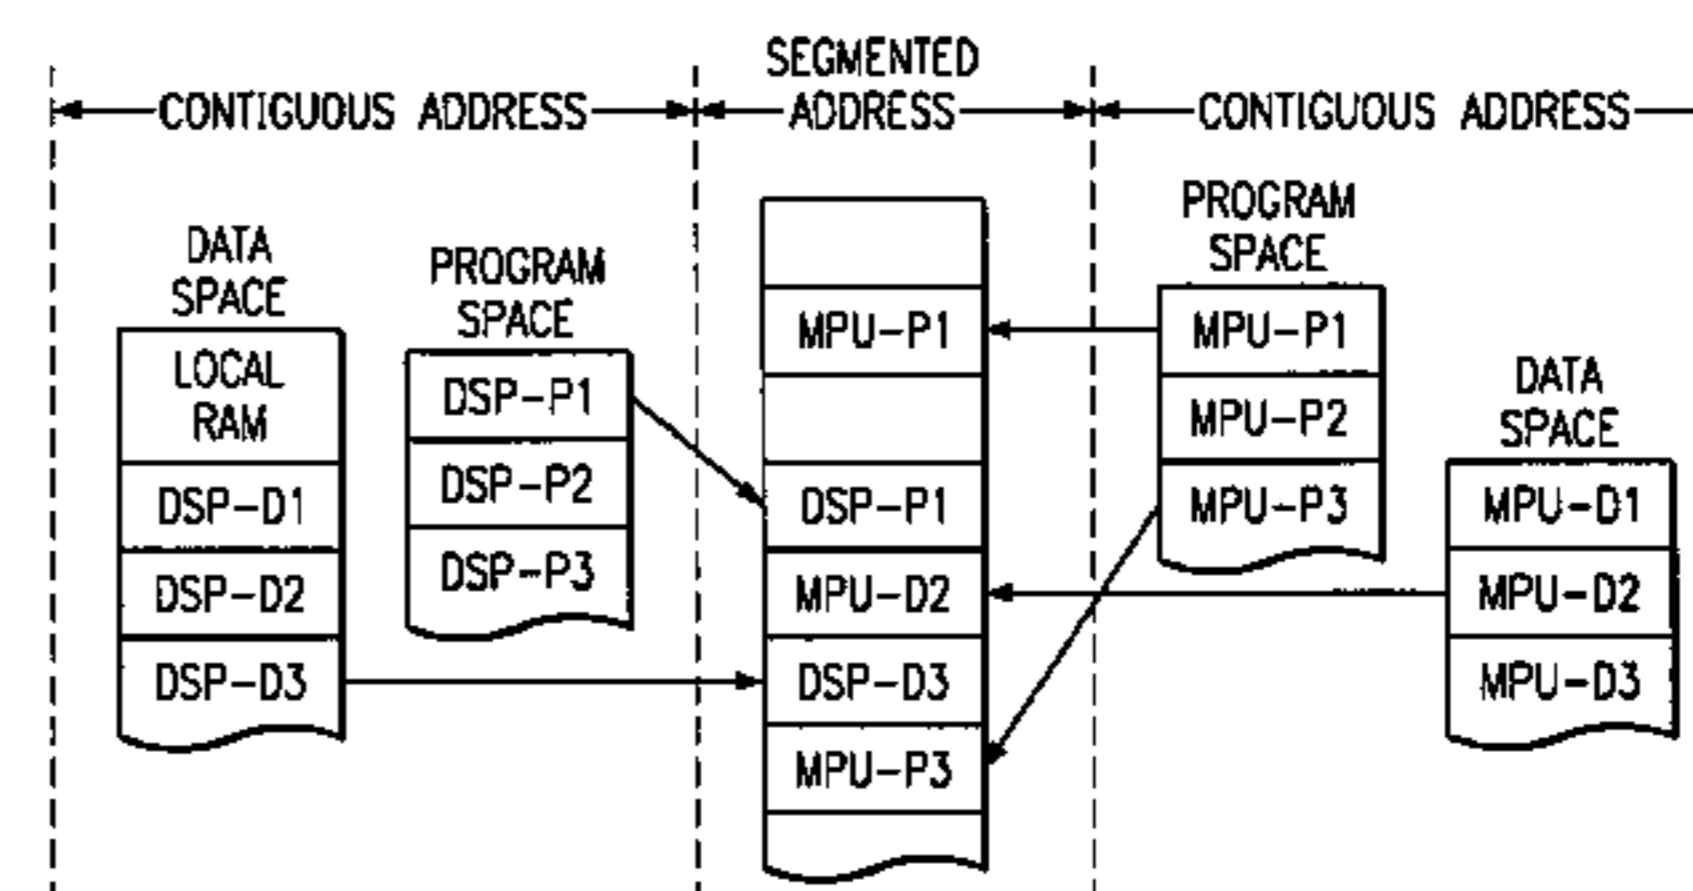 CONTIGUOUS ADDRESS
SEGMENTED
ADDRESS
CONTIGUOUS ADDRESS
DATA
SPACE
LOCAL
RAM
DSP-D1
DSP-D2
DSP-D3
PROGRAM
SPACE
DSP-P1
DSP-P2
DSP-P3
MPU-P1
DSP-P1
MPU-D2
DSP-D3
MPU-P3
PROGRAM
SPACE
MPU-P1
MPU-P2
MPU-P3
DATA
SPACE
MPU-D1
MPU-D2
MPU-D3